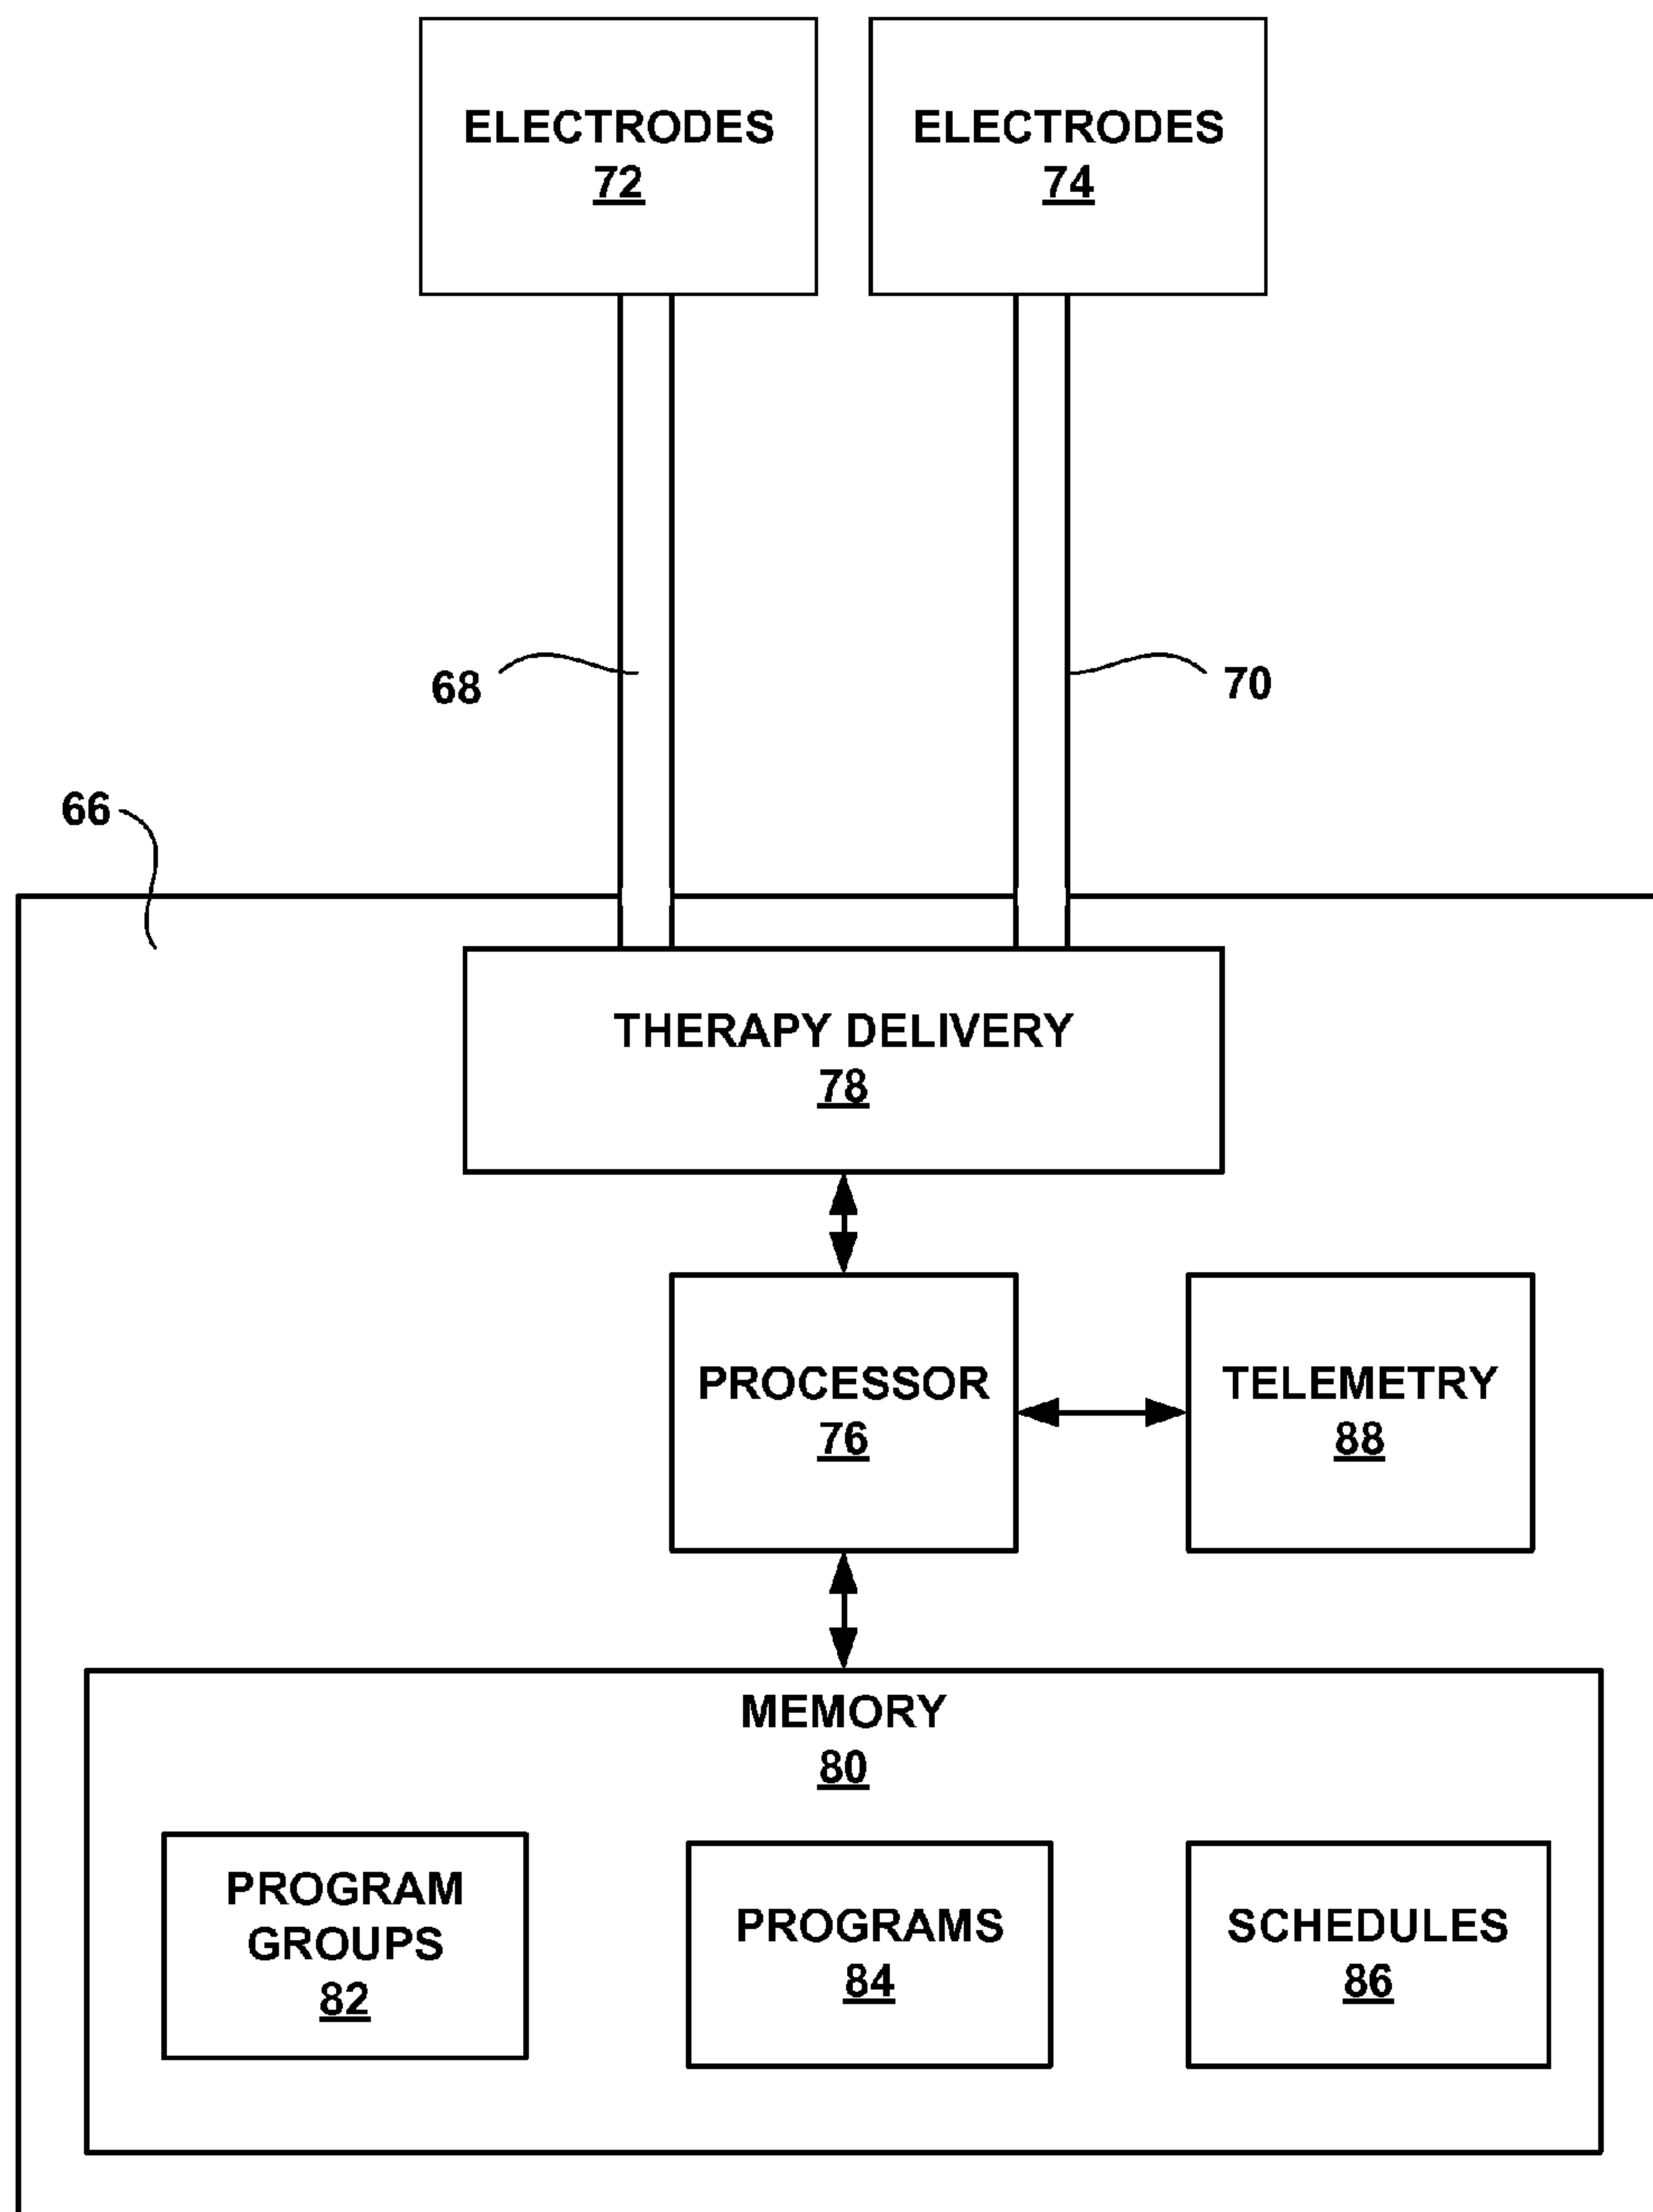 ELECTRODES
72
ELECTRODES
74
68
70
66
THERAPY DELIVERY
78
PROCESSOR
76
TELEMETRY
88
MEMORY
80
PROGRAM
GROUPS
82
PROGRAMS
84
SCHEDULES
86